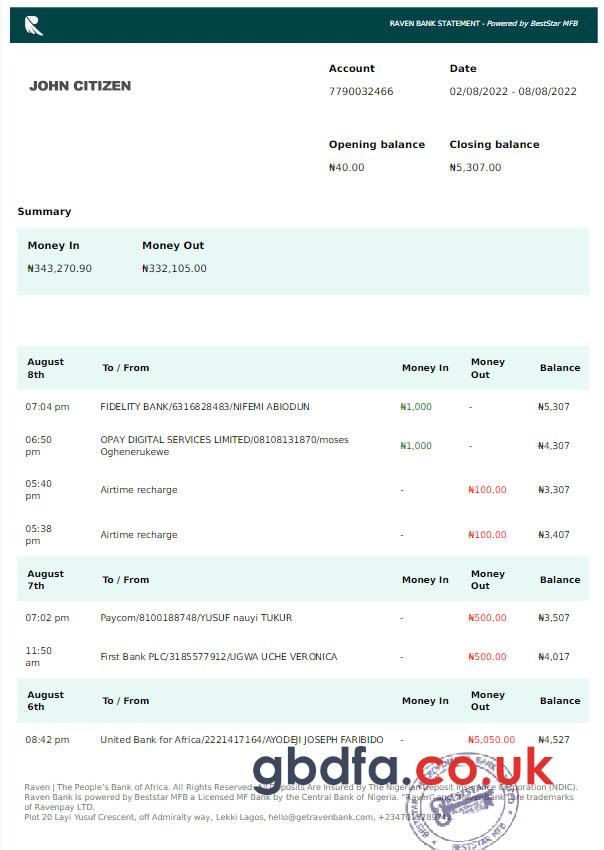 RAVEN BANK STATEMENT - Powered by BestStar MFB
Account Date
JOHN CITIZEN
7790032466 02/08/2022 - 08/08/2022
Opening balance Closing balance
₦40.00 ₦5,307.00
Summary
Money In Money Out
₦343,270.90 ₦332,105.00
August 8th To / From Money In Money Out Balance
07:04 pm FIDELITY BANK/6316828483/NIFEMI ABIODUN ₦1,000 - ₦5,307
06:50 pm OPAY DIGITAL SERVICES LIMITED/08108131870/moses Oghenerukewe ₦1,000 - ₦4,307
05:40 pm Airtime recharge - ₦100.00 ₦3,307
05:38 pm Airtime recharge - ₦100.00 ₦3,407
August 7th To / From Money In Money Out Balance
07:02 pm Paycom/8100188748/YUSUF nauyi TUKUR - ₦500.00 ₦3,507
11:50 am First Bank PLC/3185577912/UGWA UCHE VERONICA - ₦500.00 ₦4,017
August 6th To / From Money In Money Out Balance
08:42 pm United Bank for Africa/2221417164/AYODEJI JOSEPH FARIBIDO - ₦5,050.00 ₦4,527
gbdfa.co.uk
Raven | The People's Bank of Africa. All Rights Reserved. All Deposits Are Insured By The Nigerian Deposit Insurance Corporation (NDIC).
Raven Bank Is powered by Beststar MFB a Licensed MF Bank by the Central Bank of Nigeria. "Raven" and "RavenBank" are trademarks
of Ravenpay LTD.
Plot 20 Layi Yusuf Crescent, off Admiralty way, Lekki Lagos, hello@getravenbank.com,
BESTSTAR MFB